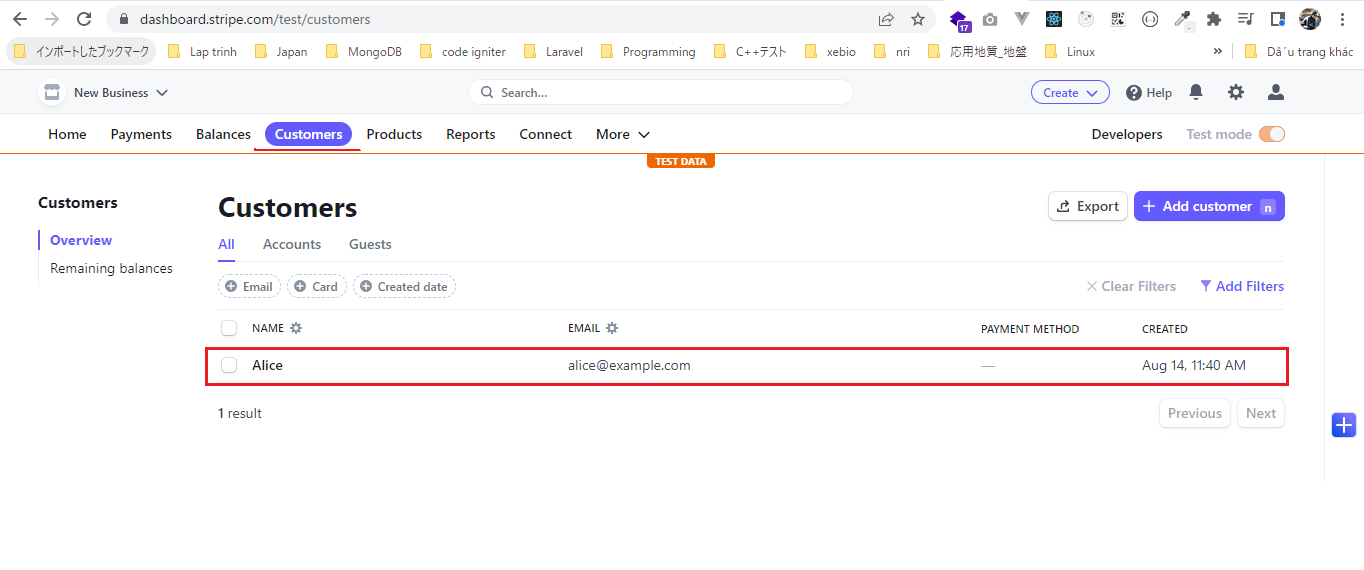 dashboard.stripe.com/test/customers
17
インポートしたブックマーク Lap trinh Japan MongoDB code igniter Laravel Programming C++テスト xebio nri 応用地質_地盤 Linux » Dấu trang khác
New Business Search... Create Help
Home Payments Balances Customers Products Reports Connect More Developers Test mode
TEST DATA
Customers
Overview
Remaining balances
Customers
Export + Add customer n
All Accounts Guests
Email Card Created date Clear Filters Add Filters
NAME EMAIL PAYMENT METHOD CREATED
Alice alice@example.com — Aug 14, 11:40 AM
1 result Previous Next